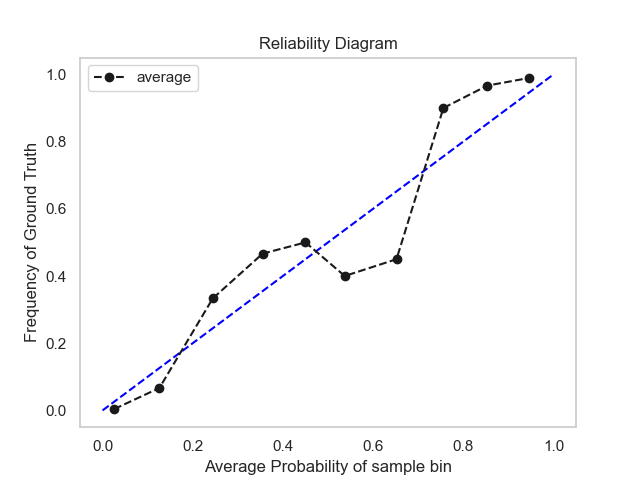 Reliability Diagram
average
Frequency of Ground Truth
1.0
0.8
0.6
0.4
0.2
0.0
0.0 0.2 0.4 0.6 0.8 1.0
Average Probability of sample bin